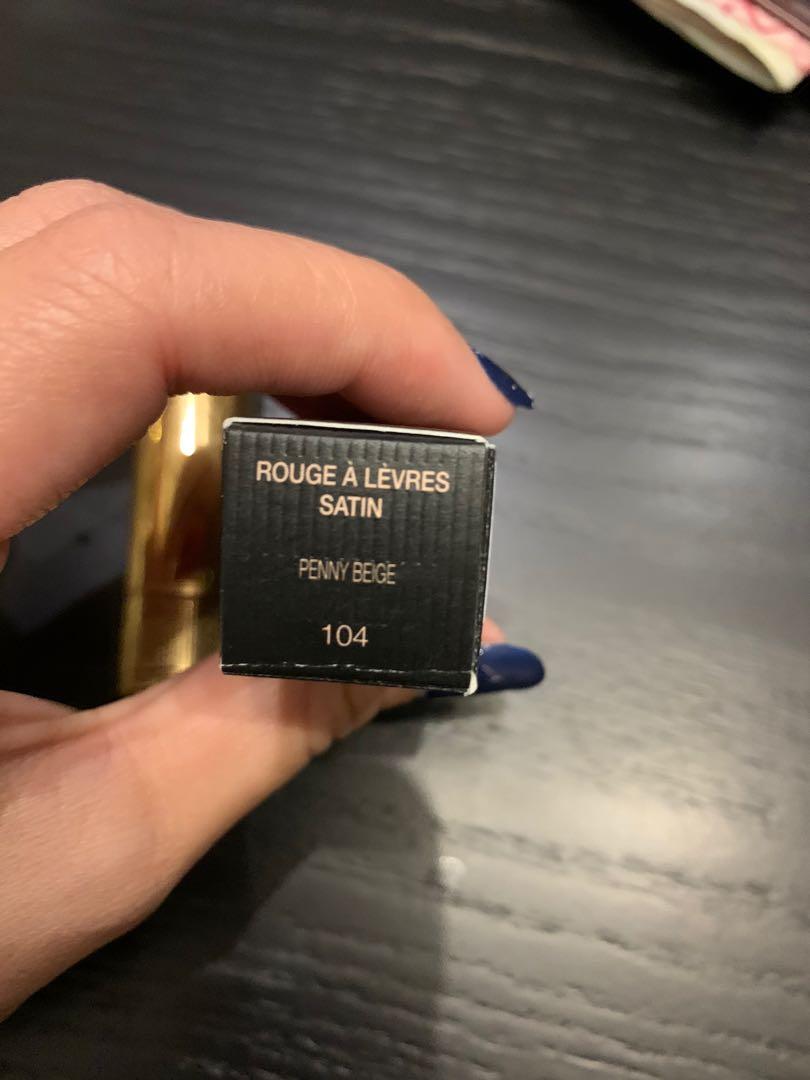 ROUGE À LÈVRES
SATIN
PENNY BEIGE
104